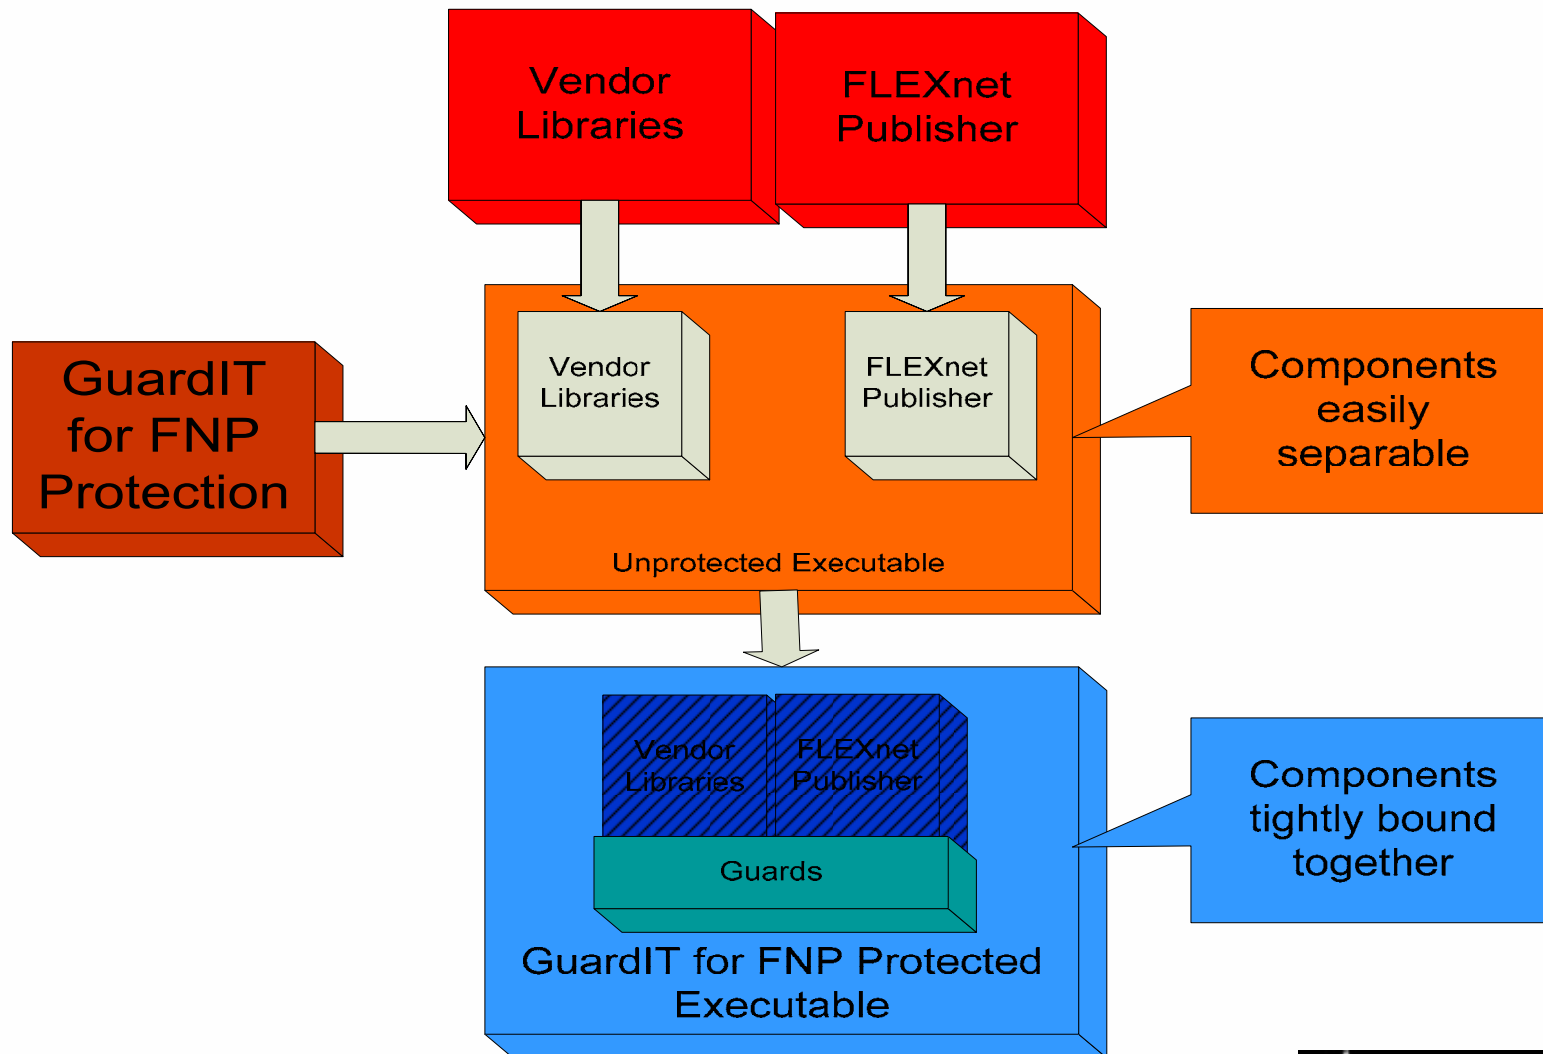 Vendor
Libraries
FLEXnet
Publisher
GuardIT
for FNP
Protection
Vendor
Libraries
FLEXnet
Publisher
Unprotected Executable
Components
easily
separable
Vendor
Libraries
FLEXnet
Publisher
Guards
GuardIT for FNP Protected
Executable
Components
tightly bound
together